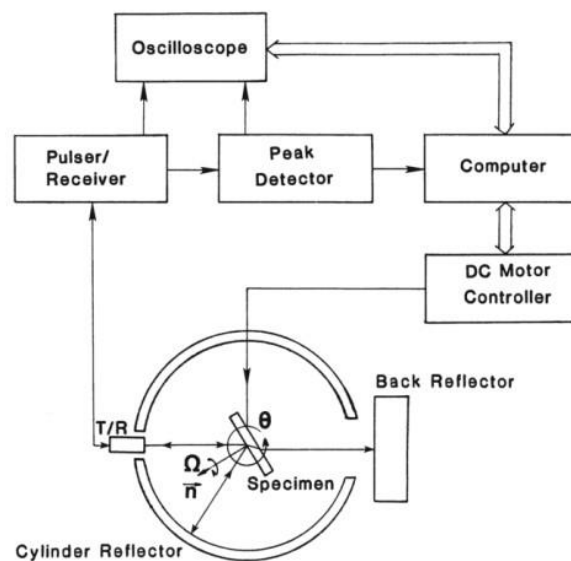 Oscilloscope
Pulser/
Receiver
Peak
Detector
Computer
DC Motor
Controller
Back Reflector
T/R
θ
Ω
n
Specimen
Cylinder Reflector